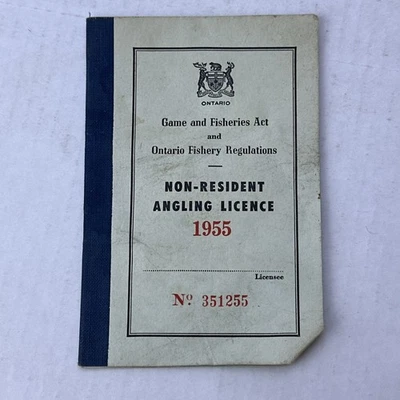 ONTARIO
Game and Fisheries Act
and
Ontario Fishery Regulations
NON-RESIDENT
ANGLING LICENCE
1955
Licensee
Nº 351255